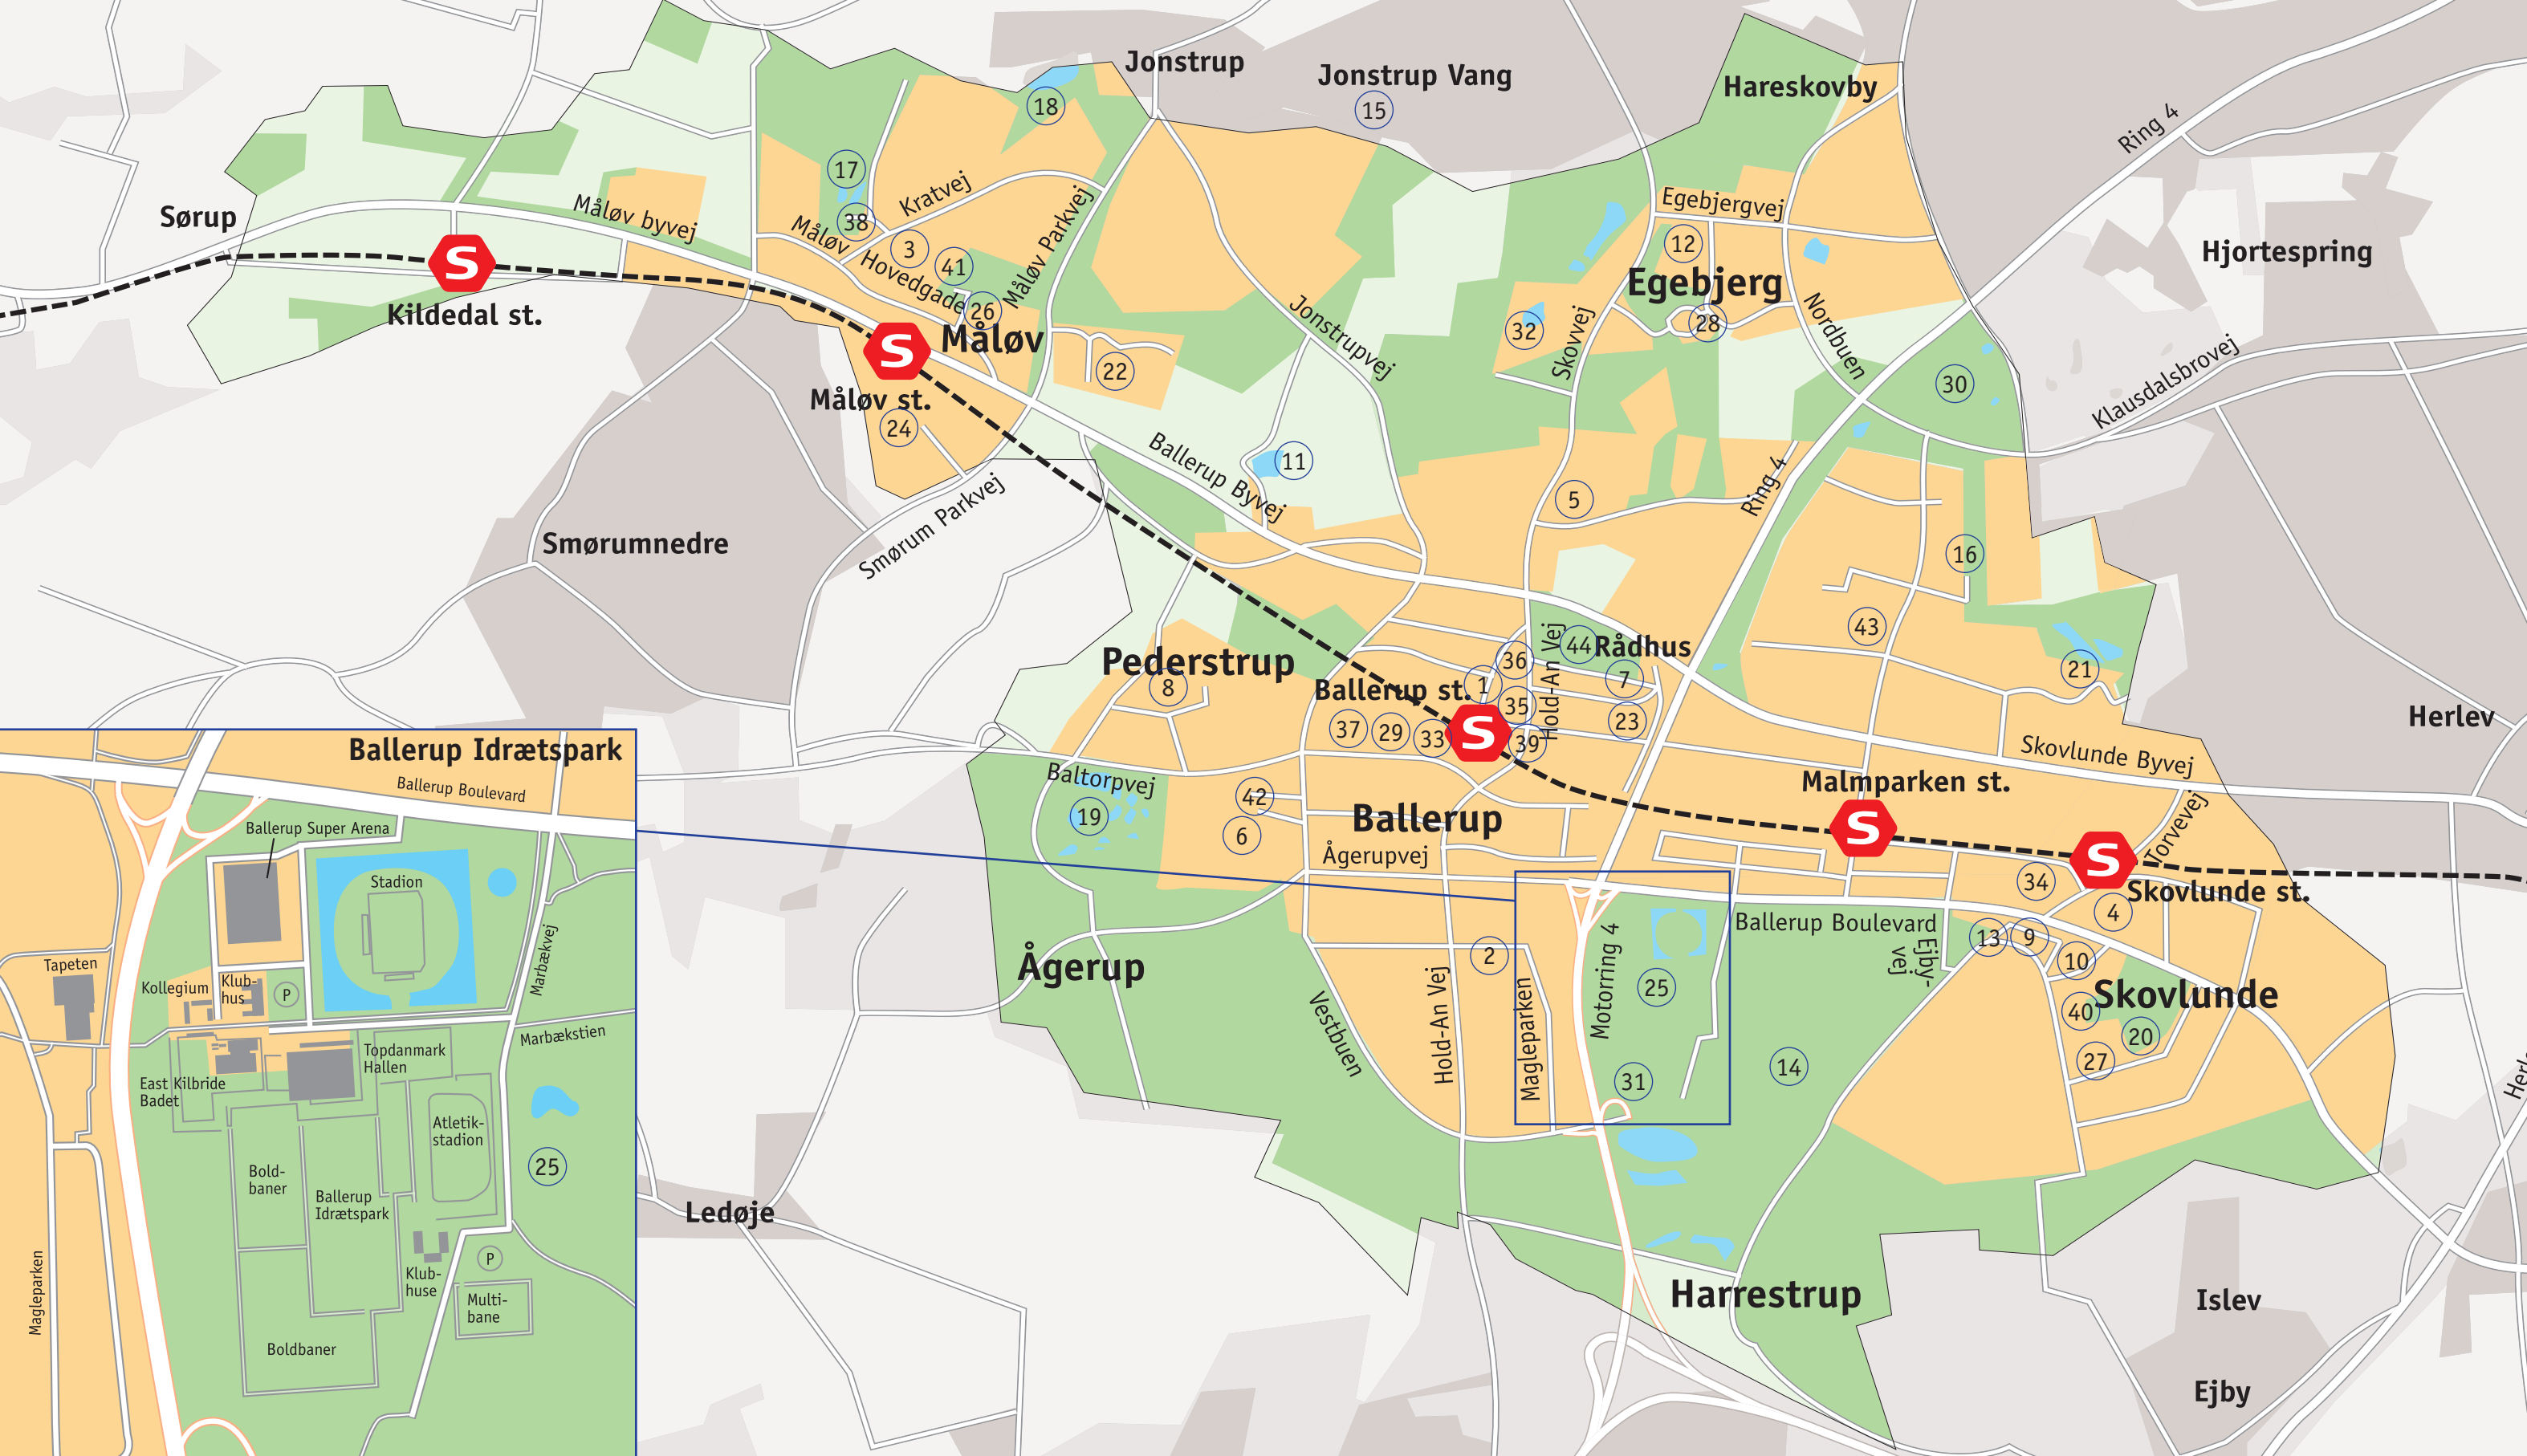 Jonstrup
Jonstrup Vang
15
Hareskovby
Ring 4
18
17
Kratvej
38
Måløv Parkvej
Måløv
Hovedgade
3
41
26
Måløv byvej
Sørup
S
Kildedal st.
S
Måløv
Måløv st.
24
22
Egebjergvej
12
Egebjerg
28
32
Skovvej
Nordbuen
Hjortespring
30
Klausdalsbrovej
Jonstrupvej
11
Ballerup Byvej
5
Ring 4
16
Smørum Parkvej
Smørumnedre
43
21
Hold-An Vej
44
Rådhus
36
7
1
35
23
Pederstrup
8
Ballerup st.
37
29
33
S
39
Herlev
Skovlunde Byvej
Malmparken st.
S
Torvevej
S
Skovlunde st.
34
4
Baltorpvej
19
42
6
Ballerup
Ågerupvej
Ballerup Boulevard
Ejby-
vej
13
9
10
Skovlunde
40
20
27
2
Ågerup
Vestbuen
Hold-An Vej
Magleparken
Motorring 4
25
31
14
Ledøje
Harrestrup
Islev
Ejby
Ballerup Idrætspark
Ballerup Boulevard
Ballerup Super Arena
Stadion
Marbækvej
Tapeten
Kollegium
Klub-
hus
P
Marbækstien
Topdanmark
Hallen
East Kilbride
Badet
Atletik-
stadion
25
Bold-
baner
Ballerup
Idrætspark
Klub-
huse
P
Multi-
bane
Boldbaner
Magleparken